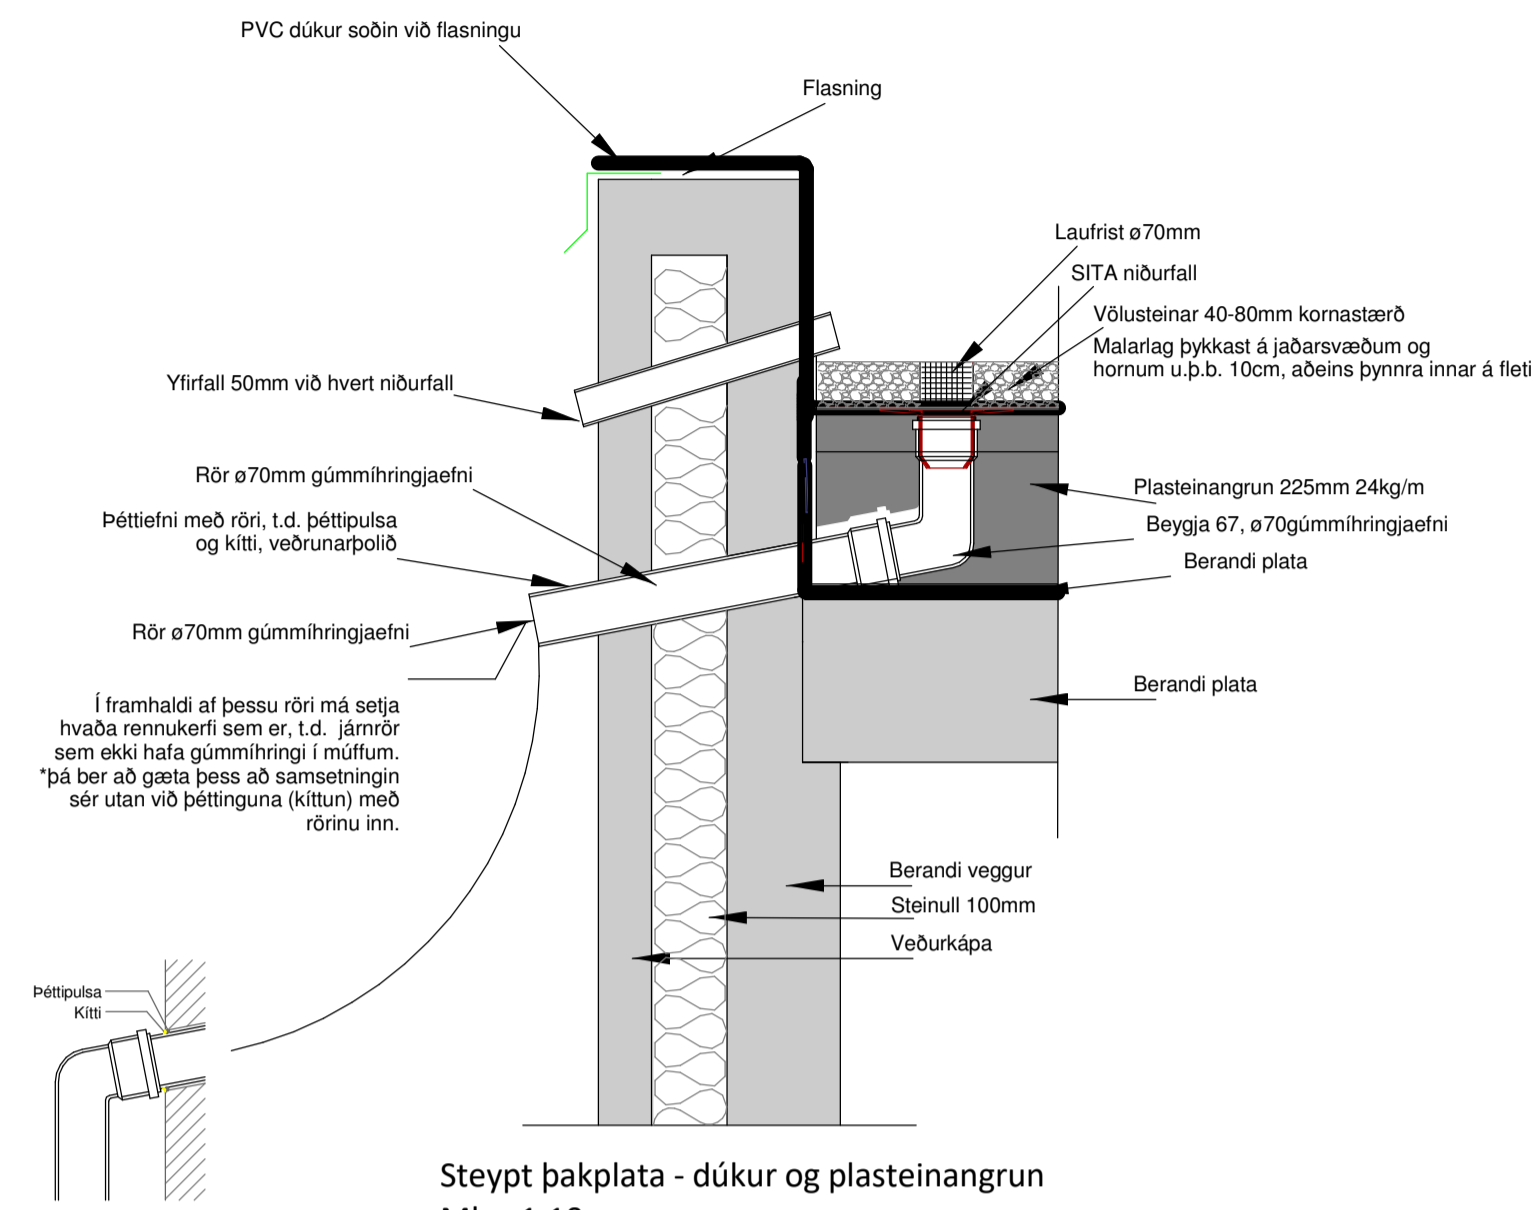 PVC dúkur soðin við flasningu
Flasning
Laufrist ø70mm
SITA niðurfall
Völusteinar 40-80mm kornastærð
Malarlag þykkast á jaðarsvæðum og
hornum u.þ.b. 10cm, aðeins þynnra innar á fleti
Yfirfall 50mm við hvert niðurfall
Rör ø70mm gúmmíhringjaefni
Þéttiefni með röri, t.d. þéttipulsa
og kítti, veðrunarþolið
Plasteinangrun 225mm 24kg/m
Beygja 67, ø70gúmmíhringjaefni
Berandi plata
Rör ø70mm gúmmíhringjaefni
Berandi plata
Í framhaldi af þessu röri má setja
hvaða rennukerfi sem er, t.d. járnrör
sem ekki hafa gúmmíhringi í múffum.
*þá ber að gæta þess að samsetningin
sér utan við þéttinguna (kíttun) með
rörinu inn.
Berandi veggur
Steinull 100mm
Veðurkápa
Þéttipulsa
Kítti
Steypt þakplata - dúkur og plasteinangrun